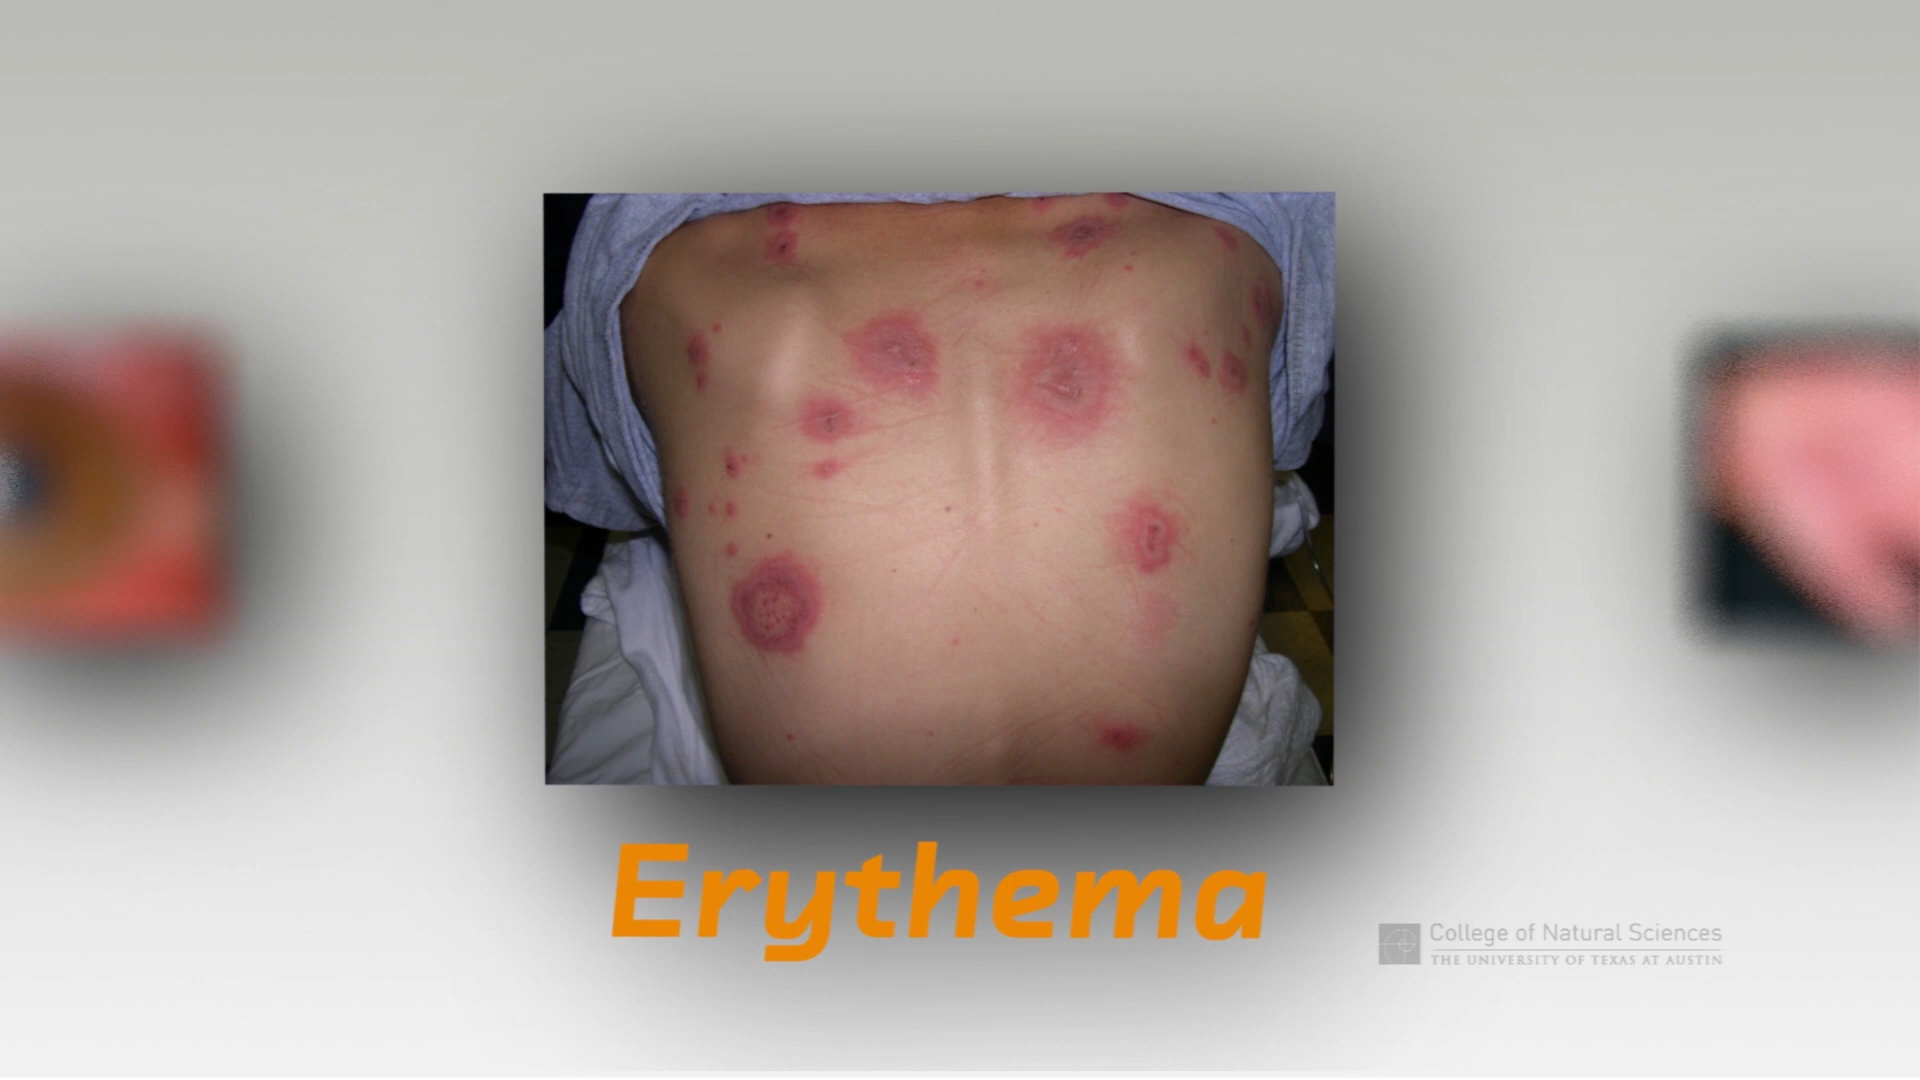 Erythema
College of Natural Sciences
THE UNIVERSITY OF TEXAS AT AUSTIN